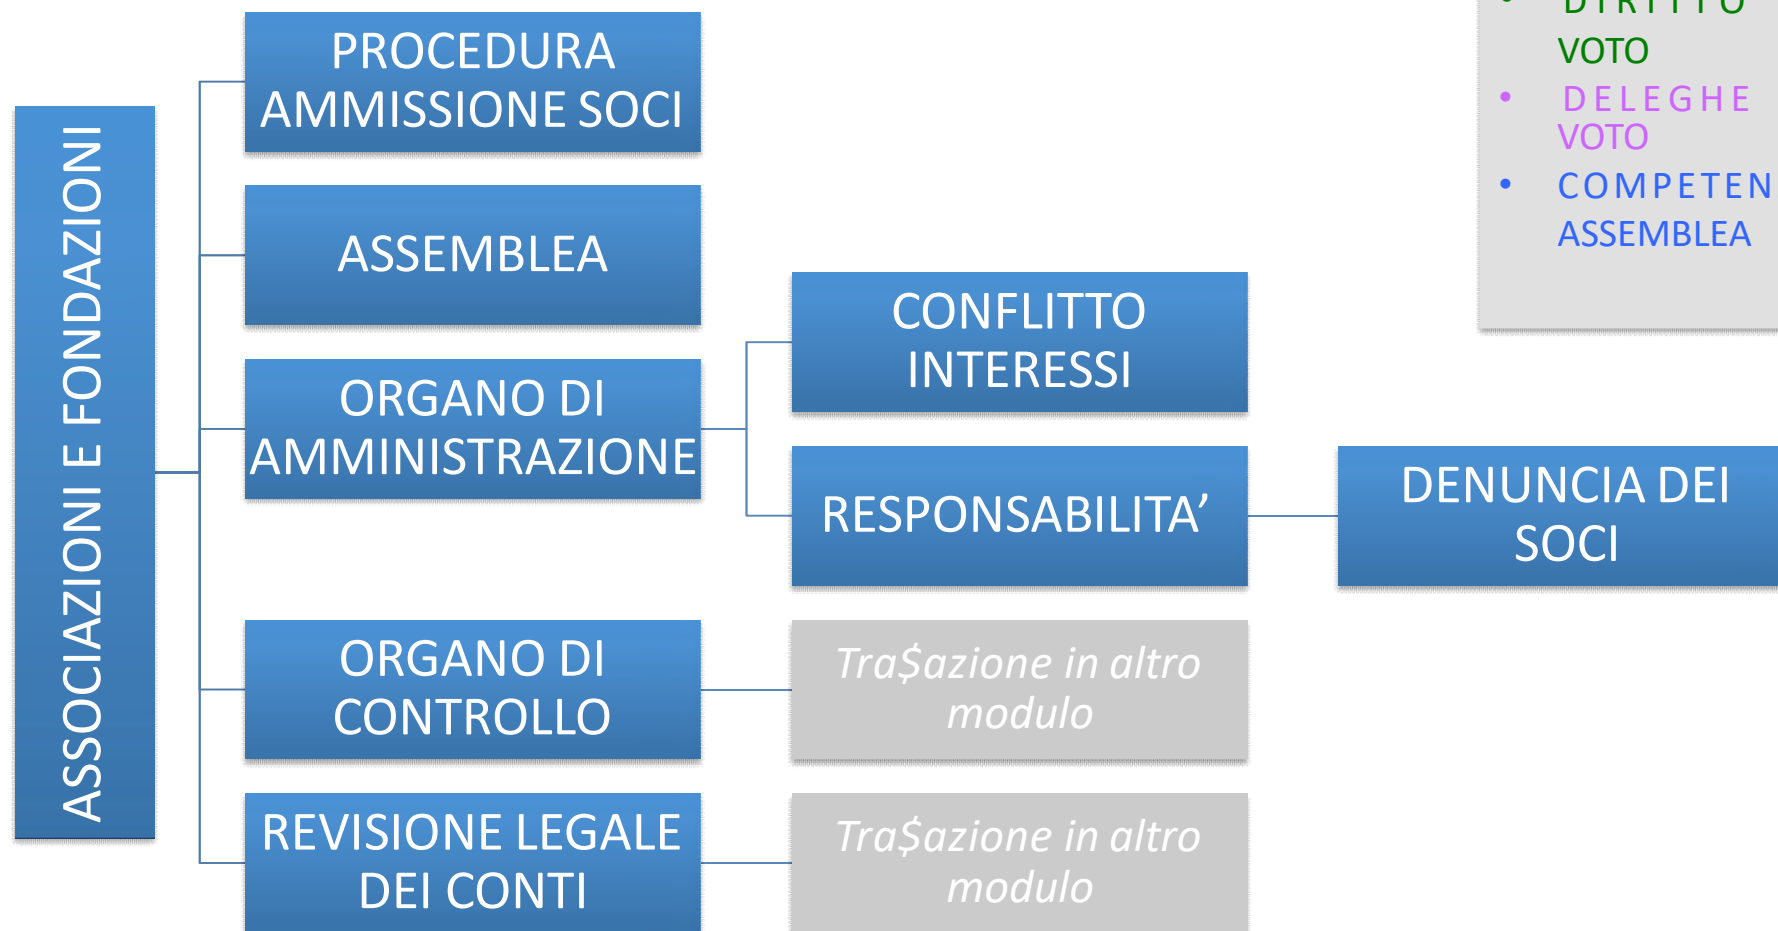 ASSOCIAZIONI E FONDAZIONI
PROCEDURA
AMMISSIONE SOCI
ASSEMBLEA
ORGANO DI
AMMINISTRAZIONE
CONFLITTO
INTERESSI
RESPONSABILITA’
DENUNCIA DEI
SOCI
ORGANO DI
CONTROLLO
Tra$azione in altro
modulo
REVISIONE LEGALE
DEI CONTI
Tra$azione in altro
modulo
• DIRITTO
VOTO
• DELEGHE
VOTO
• COMPETEN
ASSEMBLEA